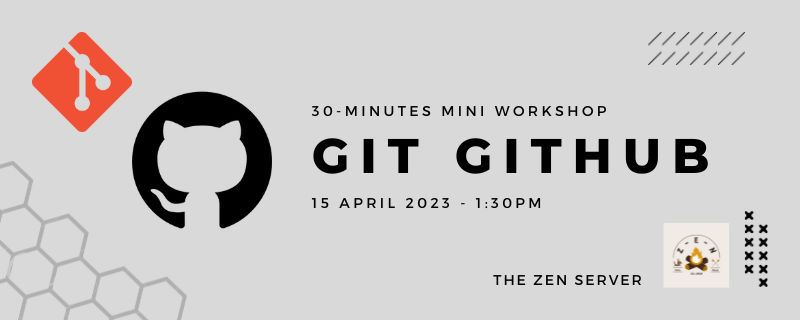 30-MINUTES MINI WORKSHOP
GIT GITHUB
15 APRIL 2023 - 1:30PM
THE ZEN SERVER
Z-E-N